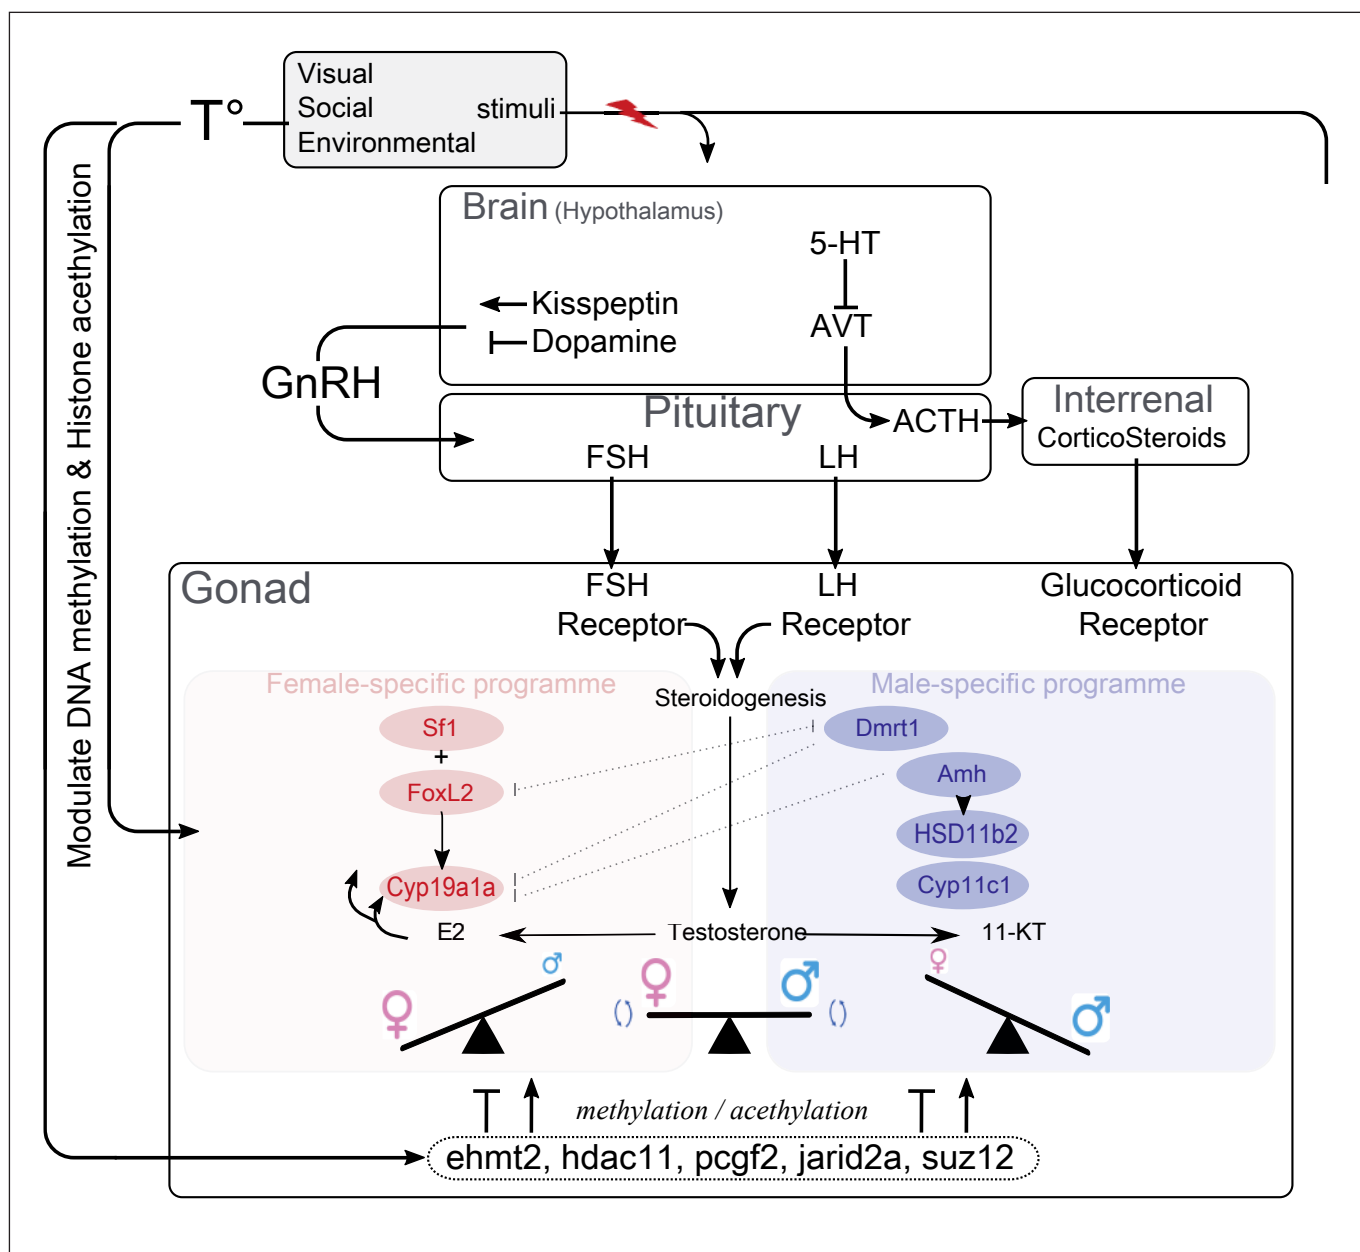 Visual
Social
stimuli
Environmental
T°
Modulate DNA methylation & Histone acethylation
Brain (Hypothalamus)
5-HT
Kisspeptin
AVT
Dopamine
GnRH
Pituitary
ACTH
FSH
LH
Interrenal
CorticoSteroids
Gonad
FSH
Receptor
LH
Receptor
Glucocorticoid
Receptor
Female-specific programme
Steroidogenesis
Male-specific programme
Sf1
+
FoxL2
Cyp19a1a
E2
Testosterone
Dmrt1
Amh
HSD11b2
Cyp11c1
11-KT
♀
♂
♀
♂
♀
♂
methylation / acethylation
ehmt2, hdac11, pcgf2, jarid2a, suz12